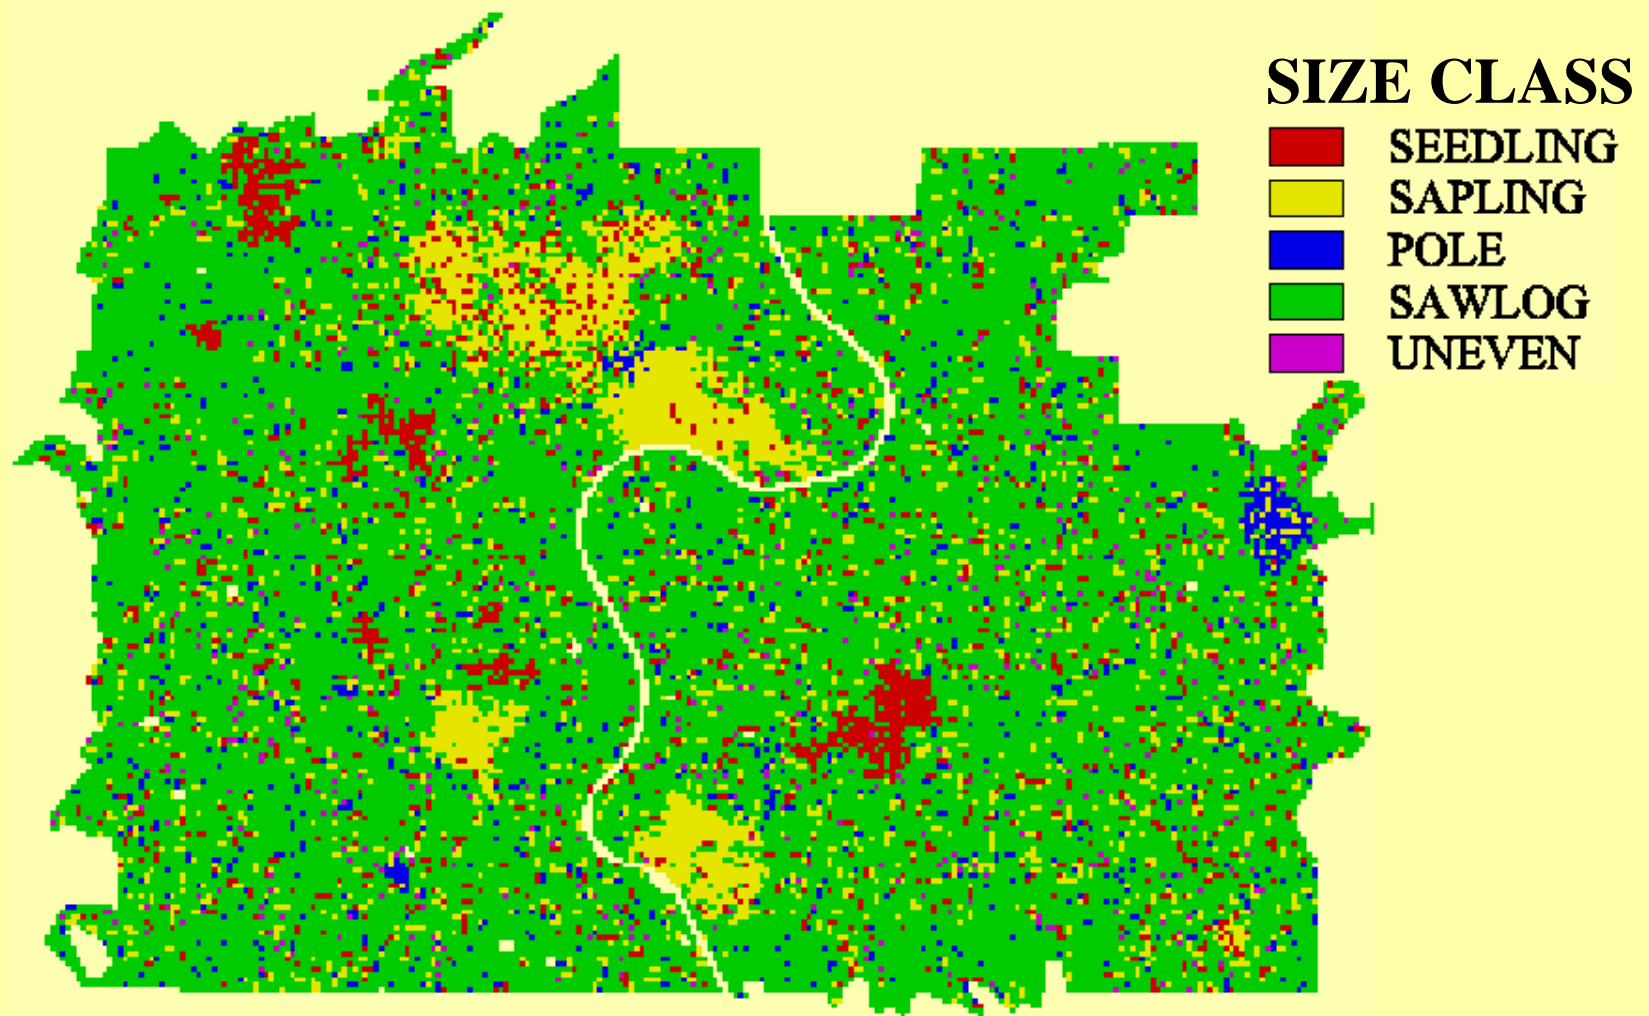 SIZE CLASS
SEEDLING
SAPLING
POLE
SAWLOG
UNEVEN